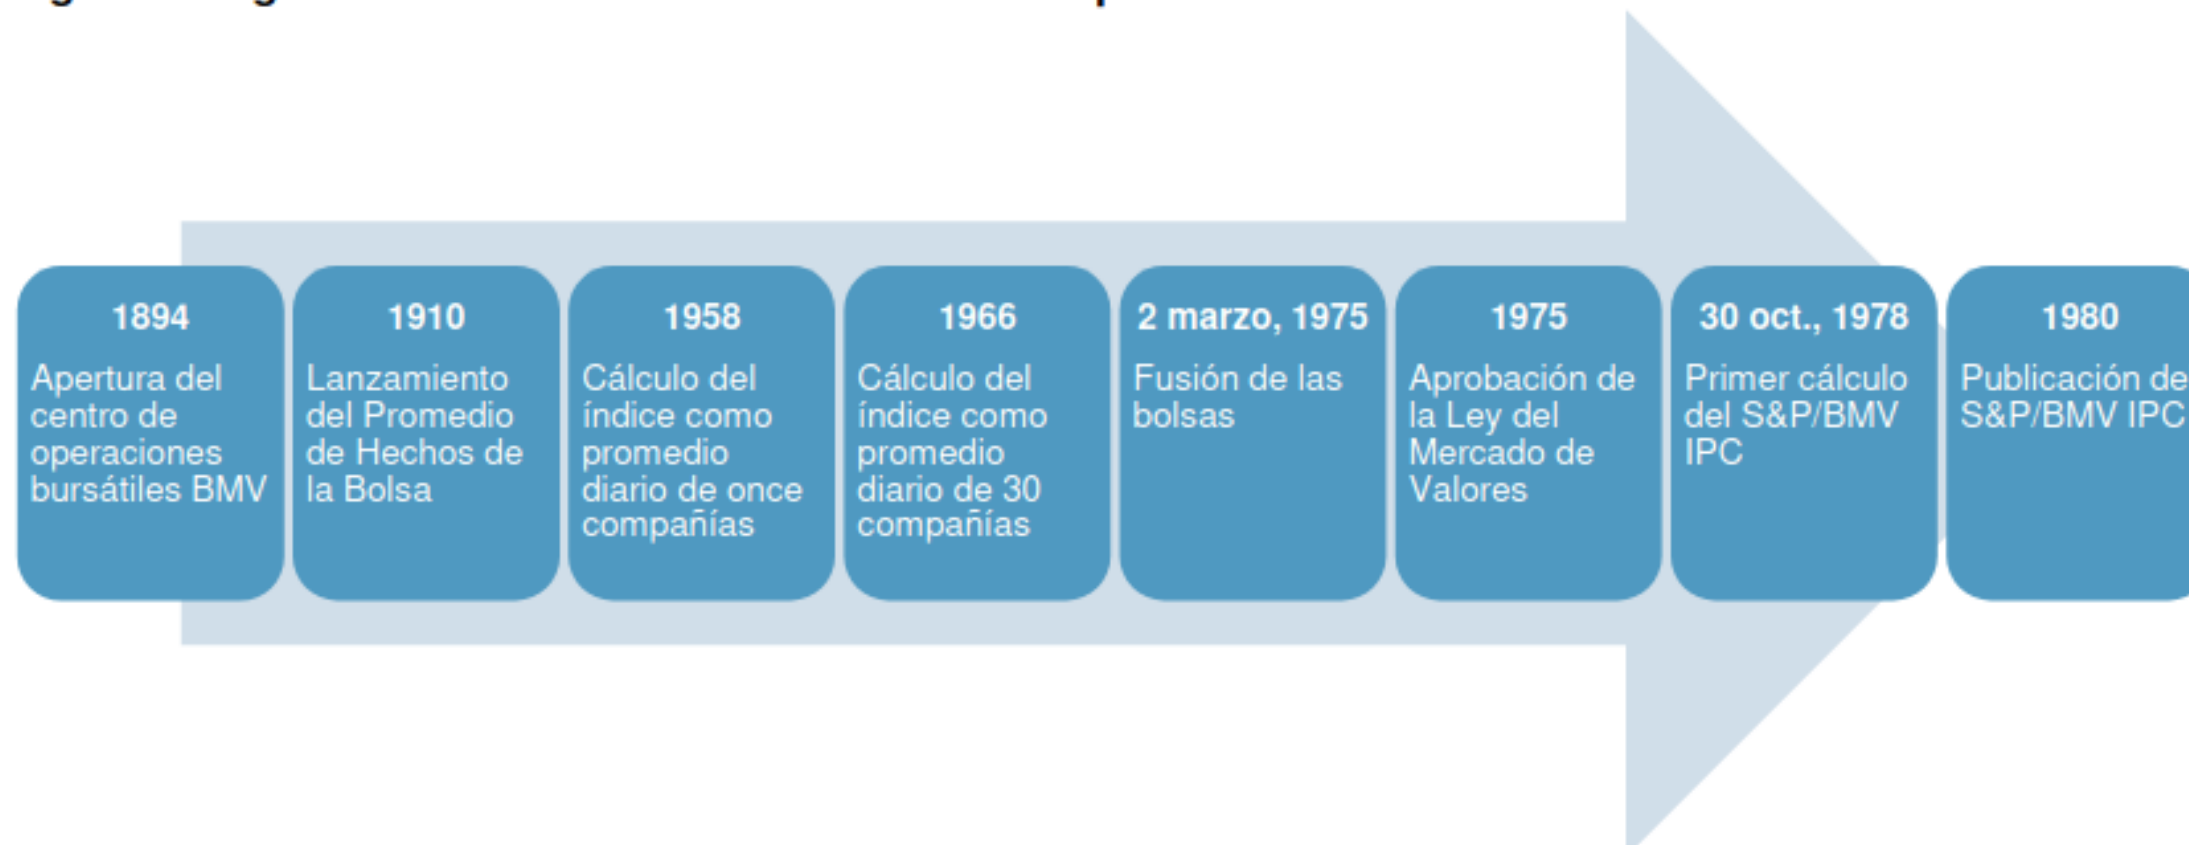 1894
Apertura del
centro de
operaciones
bursátiles BMV
1910
Lanzamiento
del Promedio
de Hechos de
la Bolsa
1958
Cálculo del
índice como
promedio
diario de once
compañías
1966
Cálculo del
índice como
promedio
diario de 30
compañías
2 marzo, 1975
Fusión de las
bolsas
1975
Aprobación de
la Ley del
Mercado de
Valores
30 oct., 1978
Primer cálculo
del S&P/BMV
IPC
1980
Publicación de
S&P/BMV IPC